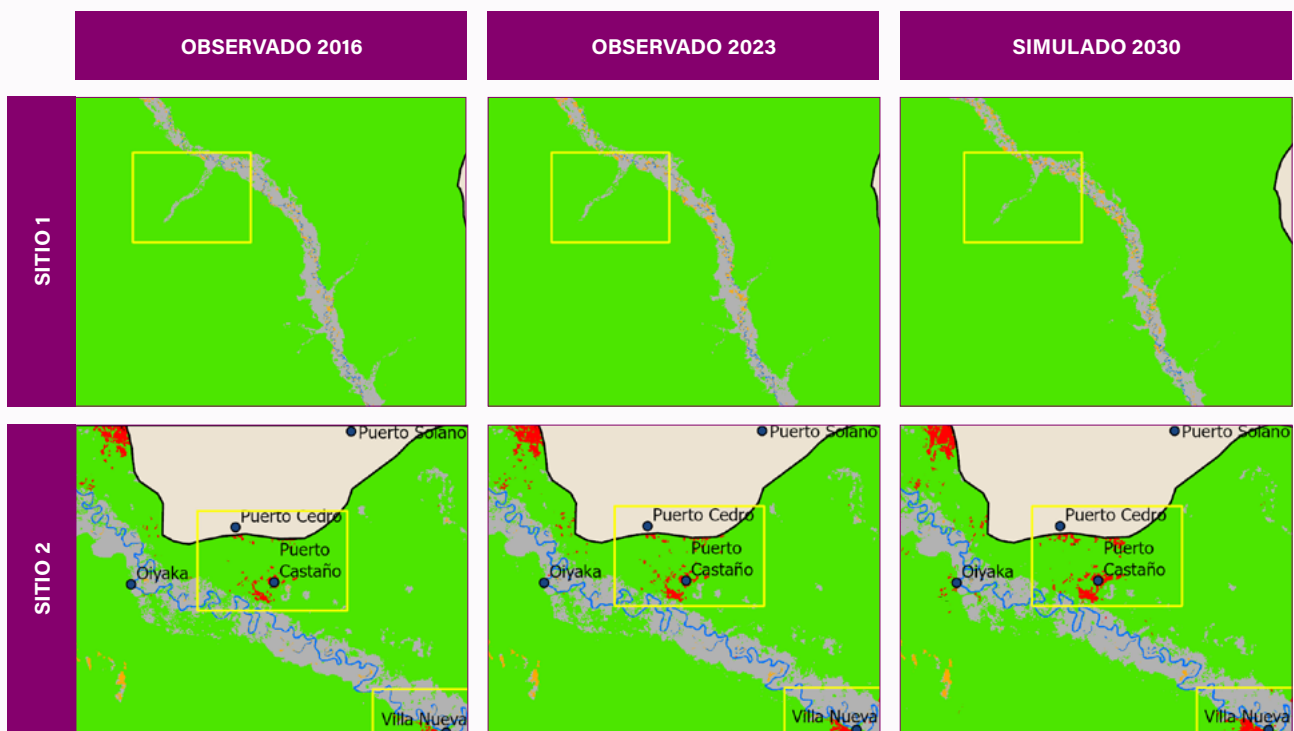 OBSERVADO 2016
OBSERVADO 2023
SIMULADO 2030
SITIO 1
SITIO 2
Puerto Solano
Puerto Cedro
Puerto
Castaño
Oiyaka
Villa Nueva
Puerto Solano
Puerto Cedro
Puerto
Castaño
Oiyaka
Villa Nueva
Puerto Solano
Puerto Cedro
Puerto
Castaño
Oiyaka
Villa Nueva